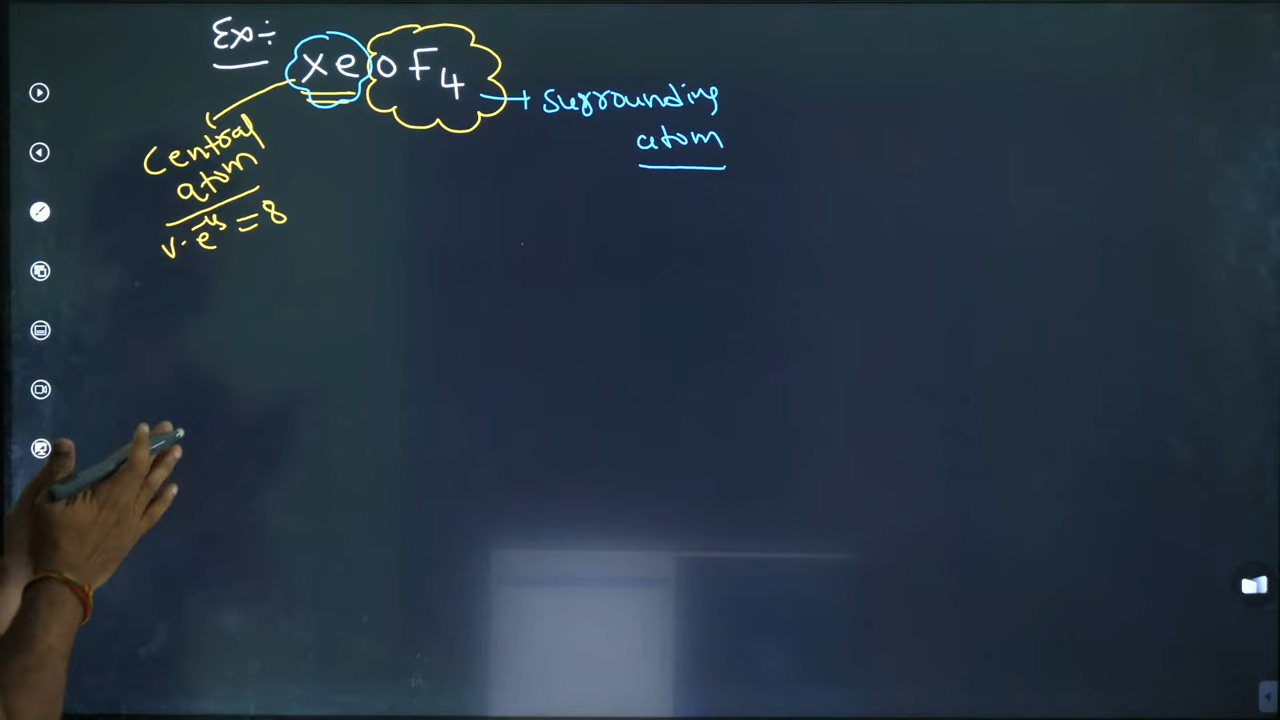 Ex:
xeoF4
surrounding
atom
Central
atom
v.e⁻s = 8